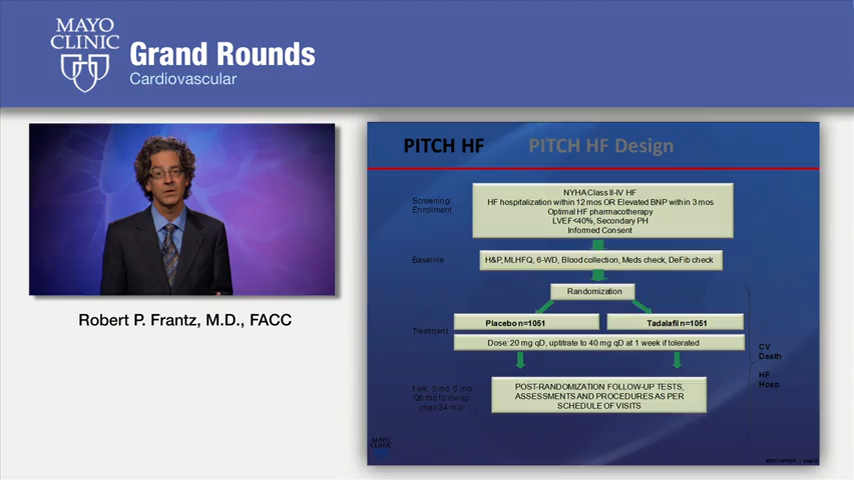 MAYO
CLINIC
Grand Rounds
Cardiovascular
Robert P. Frantz, M.D., FACC
PITCH HF
PITCH HF Design
Screening:
Enrollment
NYHA Class II-IV HF
HF hospitalization within 12 mos OR Elevated BNP within 3 mos
Optimal HF pharmacotherapy
LVEF<40%, Secondary PH
Informed Consent
Baseline
H&P, MLHFQ, 6-WD, Blood collection, Meds check, DeFib check
Randomization
Treatment
Placebo n=1051
Tadalafil n=1051
Dose: 20 mg qD, uptitrate to 40 mg qD at 1 week if tolerated
CV
Death
HF
Hosp
1 wk, 3 mo, 6 mo
Q6 mo followup
(max 54 mo)
POST-RANDOMIZATION FOLLOW-UP TESTS,
ASSESSMENTS AND PROCEDURES AS PER
SCHEDULE OF VISITS
MAYO
CLINIC